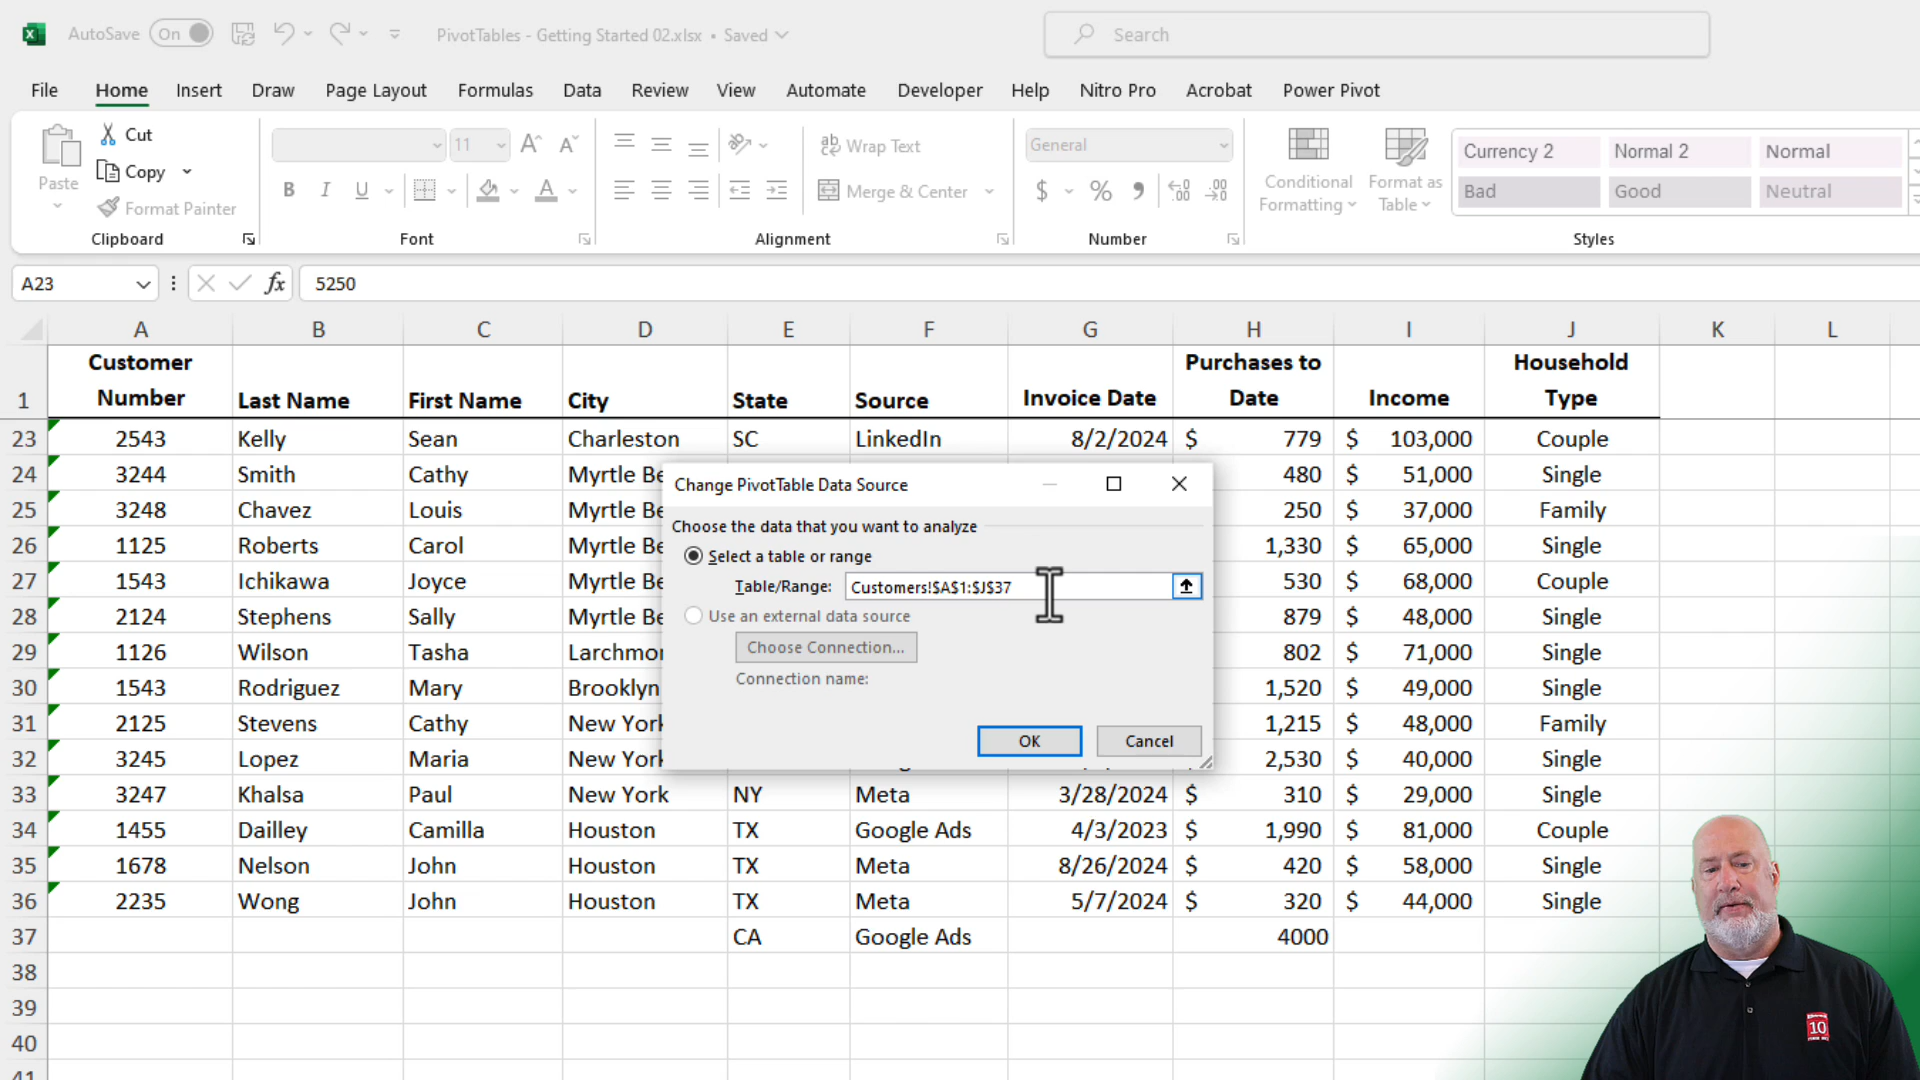 AutoSave On PivotTables - Getting Started 02.xlsx • Saved Search
File Home Insert Draw Page Layout Formulas Data Review View Automate Developer Help Nitro Pro Acrobat Power Pivot
Paste Cut Copy Format Painter Clipboard
11 B I U A Font
ab Wrap Text Merge & Center Alignment
General $ % Number
Conditional Formatting Format as Table
Currency 2 Normal 2 Normal
Bad Good Neutral
Styles
A23 fx 5250
A B C D E F G H I J K L
1 Customer Number Last Name First Name City State Source Invoice Date Purchases to Date Income Household Type
23 2543 Kelly Sean Charleston SC LinkedIn 8/2/2024 $ 779 $ 103,000 Couple
24 3244 Smith Cathy Myrtle Be 480 $ 51,000 Single
25 3248 Chavez Louis Myrtle Be 250 $ 37,000 Family
26 1125 Roberts Carol Myrtle Be 1,330 $ 65,000 Single
27 1543 Ichikawa Joyce Myrtle Be 530 $ 68,000 Couple
28 2124 Stephens Sally Myrtle Be 879 $ 48,000 Single
29 1126 Wilson Tasha Larchmo 802 $ 71,000 Single
30 1543 Rodriguez Mary Brooklyn 1,520 $ 49,000 Single
31 2125 Stevens Cathy New York 1,215 $ 48,000 Family
32 3245 Lopez Maria New York 2,530 $ 40,000 Single
33 3247 Khalsa Paul New York NY Meta 3/28/2024 $ 310 $ 29,000 Single
34 1455 Dailley Camilla Houston TX Google Ads 4/3/2023 $ 1,990 $ 81,000 Couple
35 1678 Nelson John Houston TX Meta 8/26/2024 $ 420 $ 58,000 Single
36 2235 Wong John Houston TX Meta 5/7/2024 $ 320 $ 44,000 Single
37 CA Google Ads 4000
38
39
40
41
Change PivotTable Data Source
Choose the data that you want to analyze
Select a table or range
Table/Range: Customers!$A$1:$J$37
Use an external data source
Choose Connection...
Connection name:
OK Cancel
10